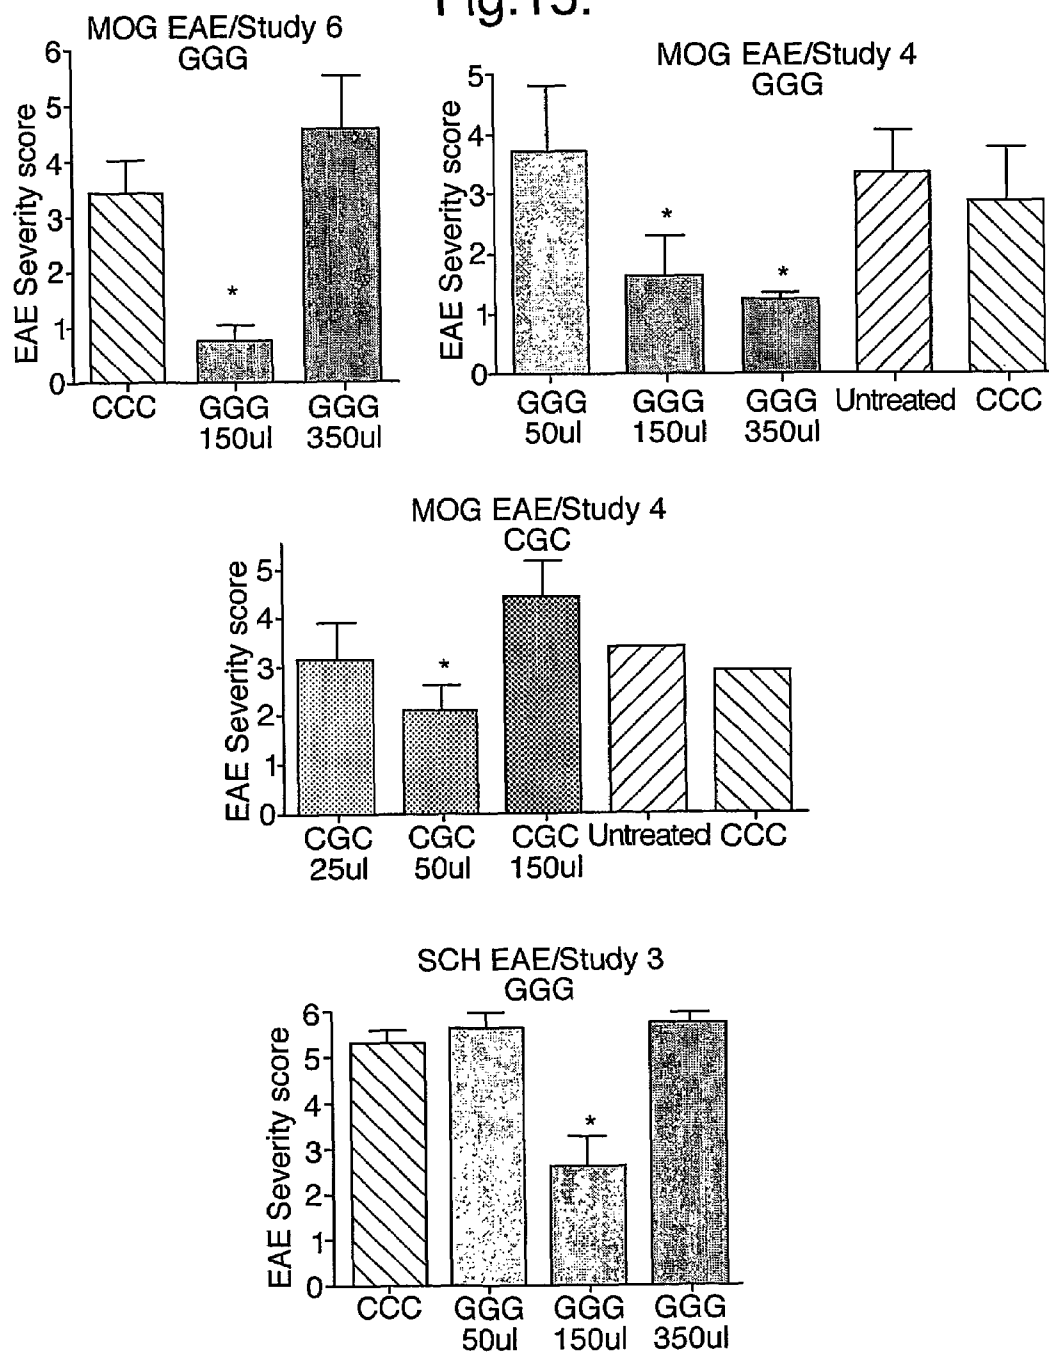 Fig.15.
MOG EAE/Study 6
GGG
EAE Severity score
6
5
4
3
2
1
0
*
CCC GGG GGG
150ul 350ul
MOG EAE/Study 4
GGG
EAE Severity score
5
4
3
2
1
0
* *
GGG GGG GGG Untreated CCC
50ul 150ul 350ul
MOG EAE/Study 4
CGC
EAE Severity score
5
4
3
2
1
0
*
CGC CGC CGC Untreated CCC
25ul 50ul 150ul
SCH EAE/Study 3
GGG
EAE Severity score
6
5
4
3
2
1
0
*
CCC GGG GGG GGG
50ul 150ul 350ul